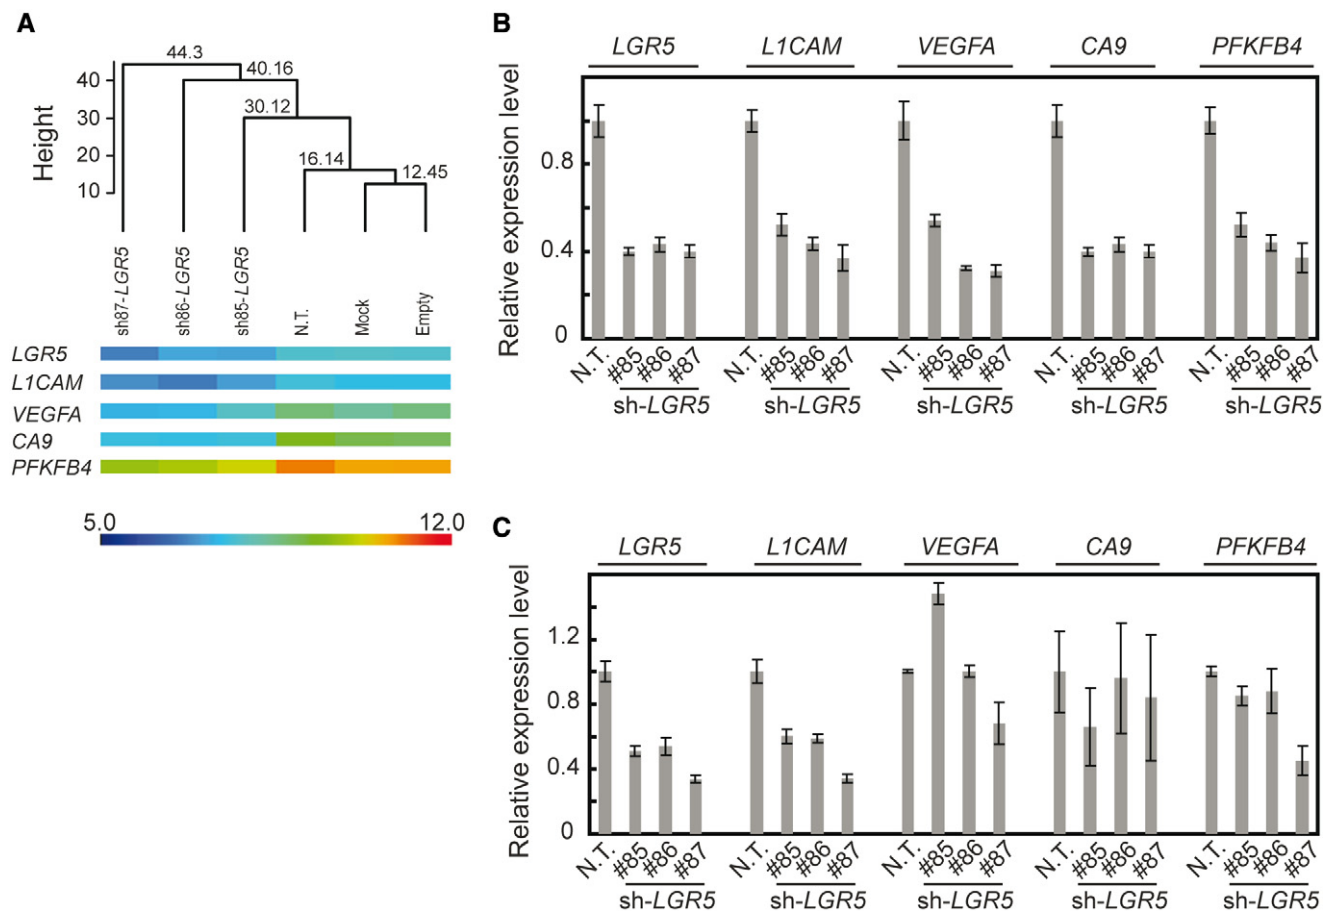 A
Height
40
30
20
10
44.3
40.16
30.12
16.14
12.45
sh87-LGR5
sh86-LGR5
sh85-LGR5
N.T.
Mock
Empty
LGR5
L1CAM
VEGFA
CA9
PFKFB4
5.0 12.0
B
LGR5 L1CAM VEGFA CA9 PFKFB4
Relative expression level
0.8
0.4
0
N.T. #85 #86 #87 N.T. #85 #86 #87 N.T. #85 #86 #87 N.T. #85 #86 #87 N.T. #85 #86 #87
sh-LGR5 sh-LGR5 sh-LGR5 sh-LGR5 sh-LGR5
C
LGR5 L1CAM VEGFA CA9 PFKFB4
Relative expression level
1.2
0.8
0.4
0
N.T. #85 #86 #87 N.T. #85 #86 #87 N.T. #85 #86 #87 N.T. #85 #86 #87 N.T. #85 #86 #87
sh-LGR5 sh-LGR5 sh-LGR5 sh-LGR5 sh-LGR5